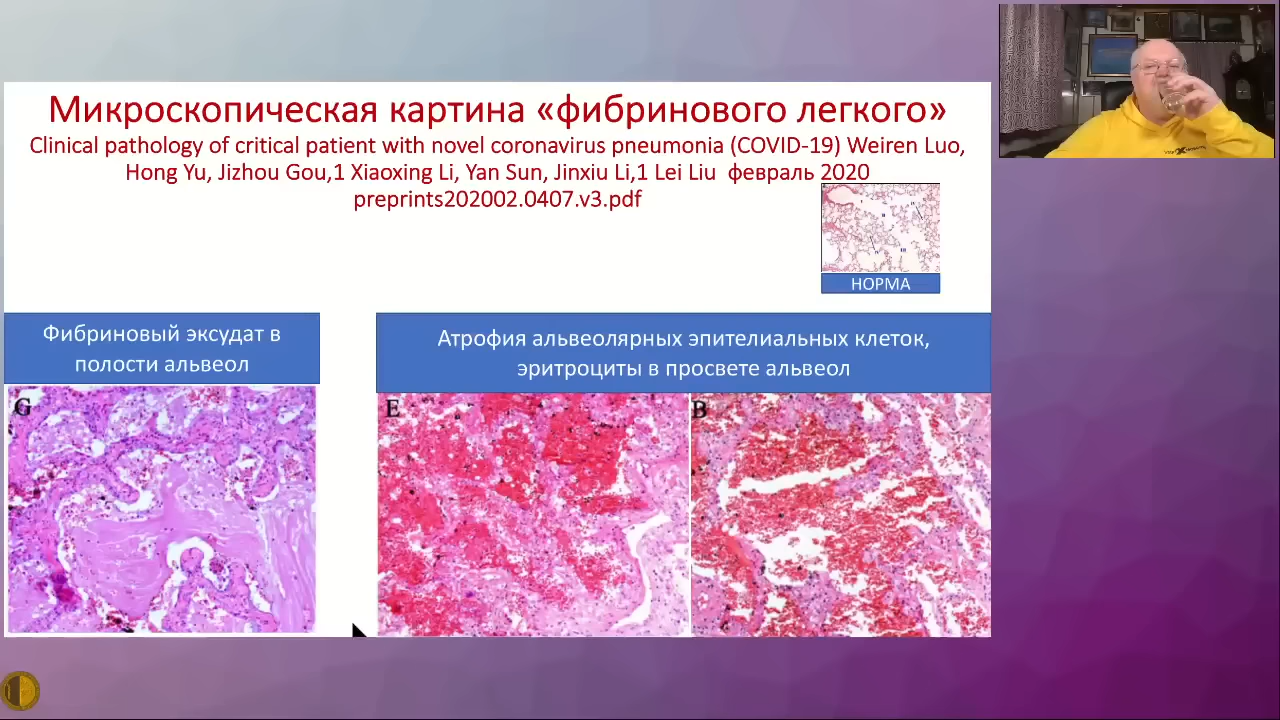 Микроскопическая картина «фибринового легкого»
Clinical pathology of critical patient with novel coronavirus pneumonia (COVID-19) Weiren Luo,
Hong Yu, Jizhou Gou,1 Xiaoxing Li, Yan Sun, Jinxiu Li,1 Lei Liu февраль 2020
preprints202002.0407.v3.pdf
НОРМА
Фибриновый эксудат в
полости альвеол
Атрофия альвеолярных эпителиальных клеток,
эритроциты в просвете альвеол
G
E
B